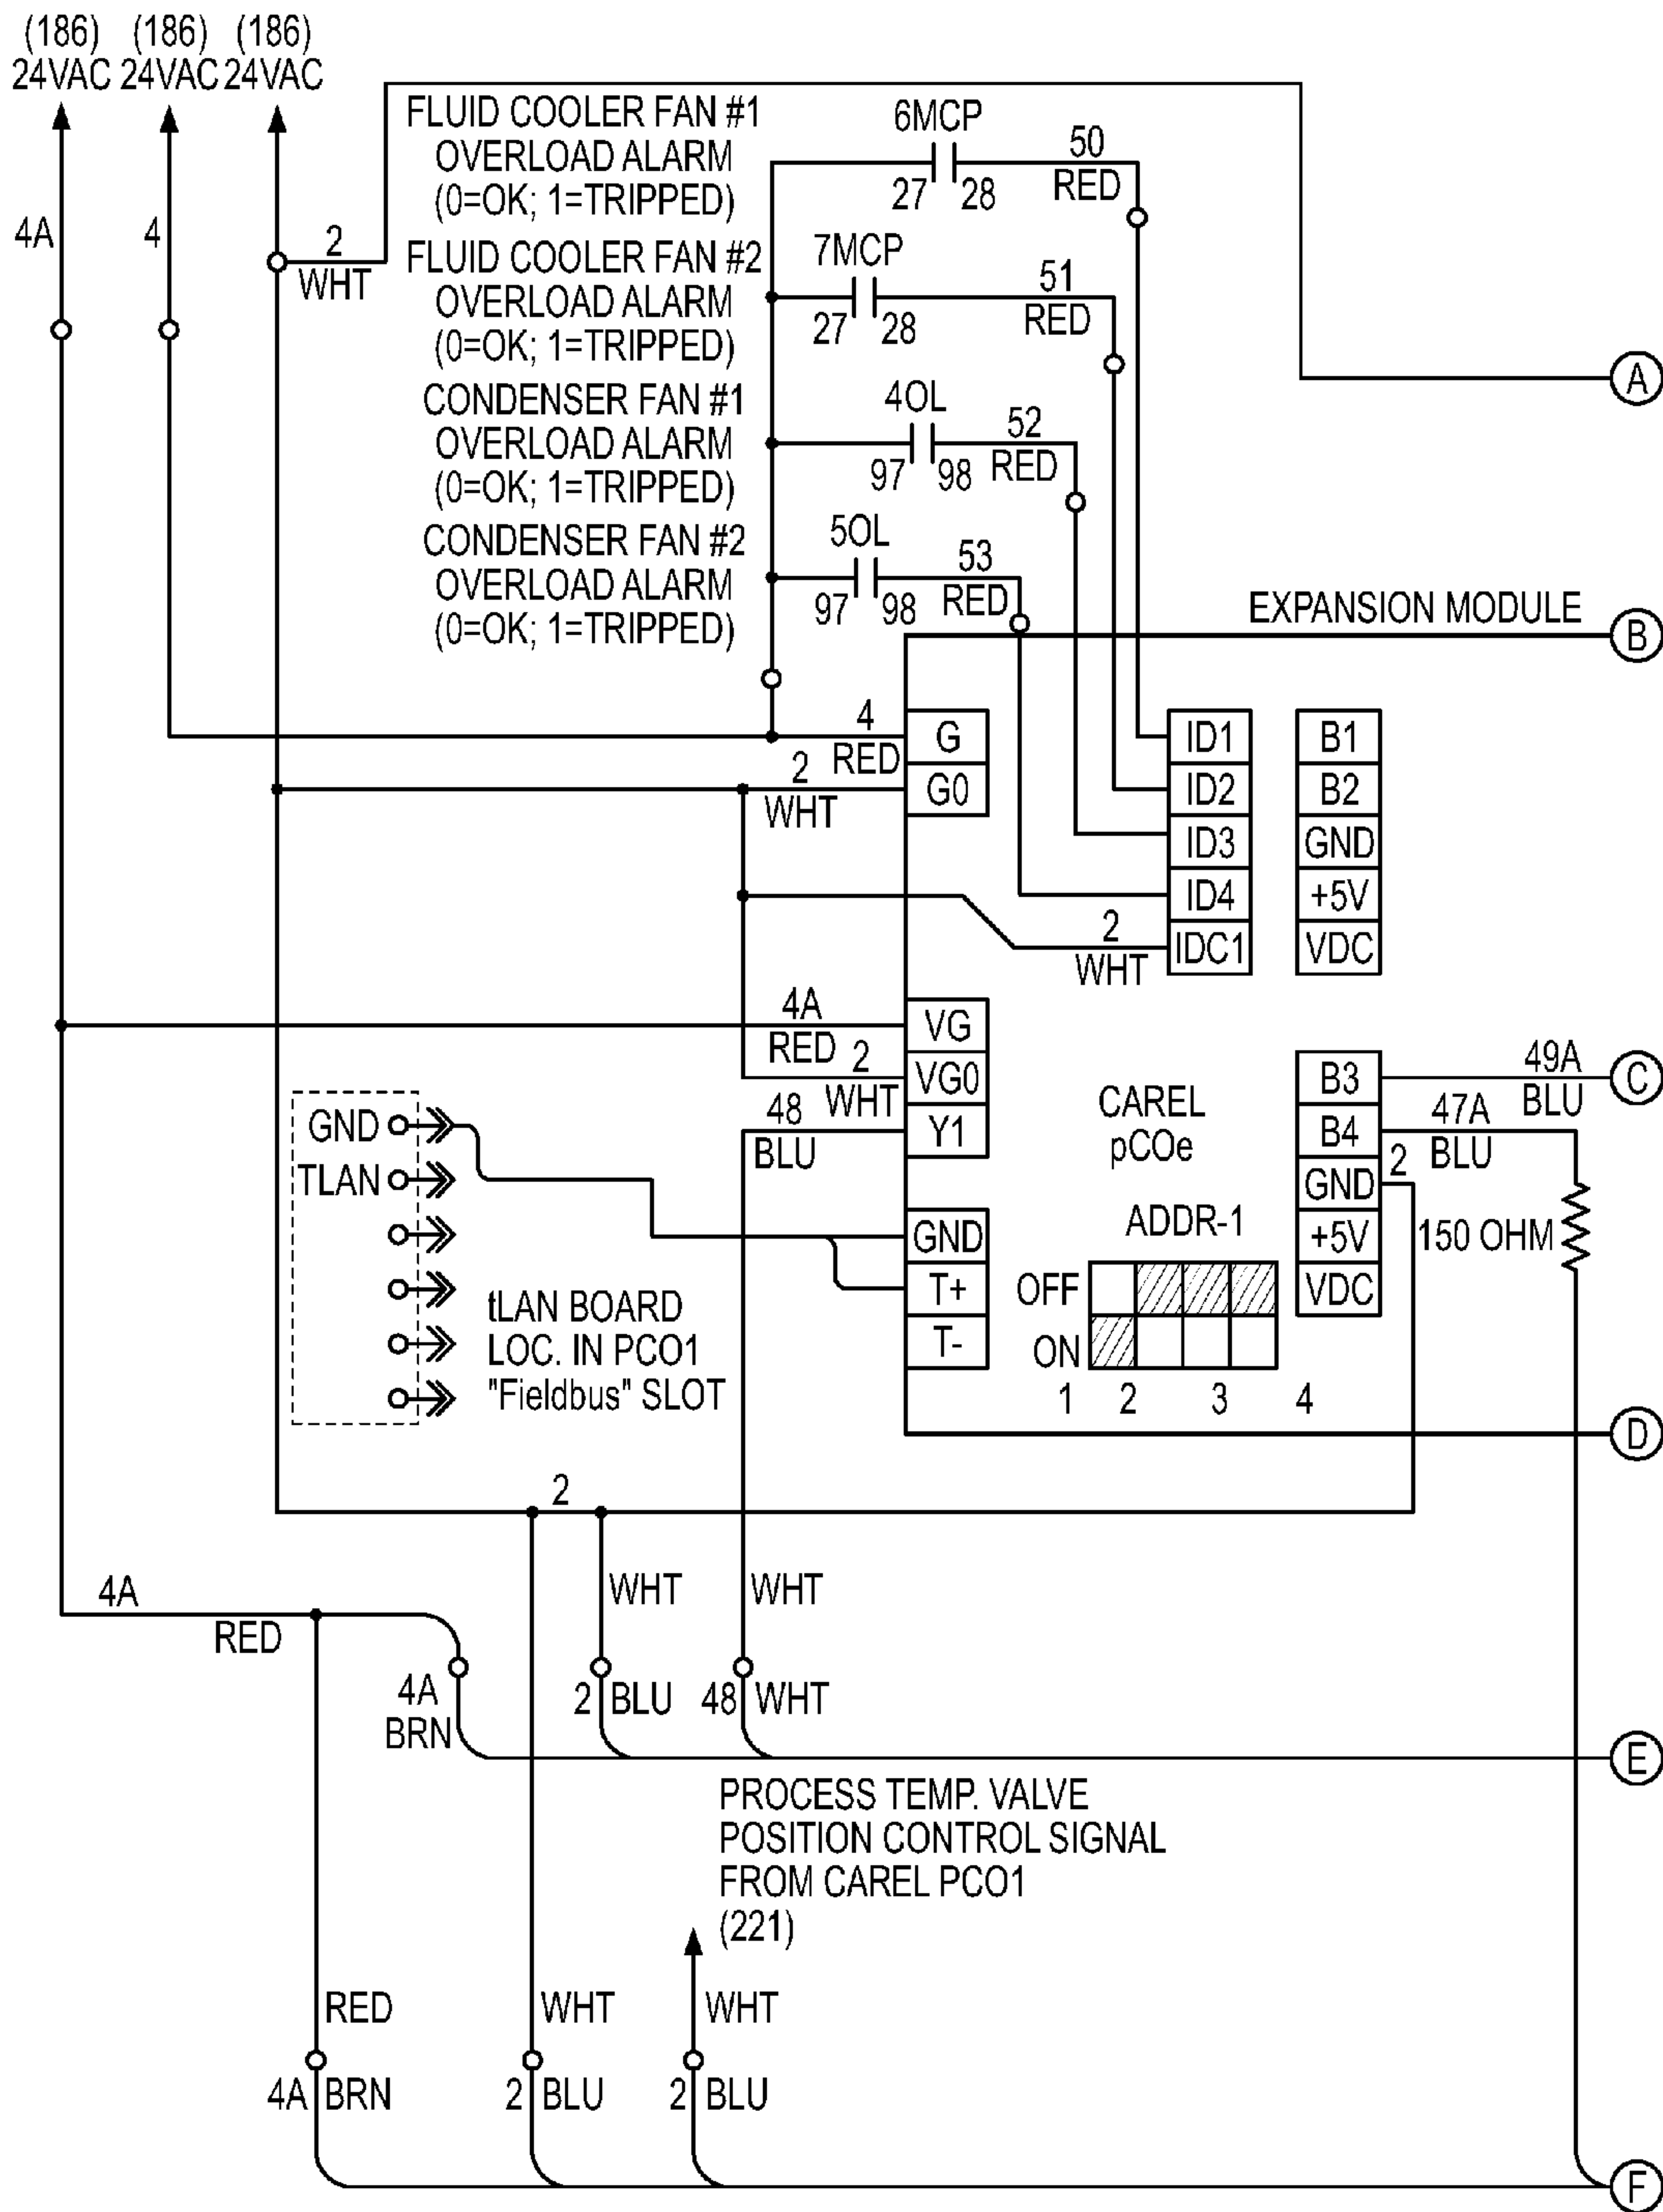 (186) (186) (186)
24VAC 24VAC 24VAC
4A
4
2
WHT
FLUID COOLER FAN #1
OVERLOAD ALARM
(0=OK; 1=TRIPPED)
FLUID COOLER FAN #2
OVERLOAD ALARM
(0=OK; 1=TRIPPED)
CONDENSER FAN #1
OVERLOAD ALARM
(0=OK; 1=TRIPPED)
CONDENSER FAN #2
OVERLOAD ALARM
(0=OK; 1=TRIPPED)
6MCP
27 28
50
RED
7MCP
27 28
51
RED
4OL
97 98
52
RED
5OL
97 98
53
RED
A
EXPANSION MODULE
B
4
RED
2
WHT
G
G0
ID1
ID2
ID3
ID4
IDC1
B1
B2
GND
+5V
VDC
2
WHT
4A
RED
2
WHT
48
BLU
VG
VG0
Y1
GND
T+
T-
CAREL
pCOe
ADDR-1
OFF
ON
1 2 3 4
B3
B4
GND
+5V
VDC
49A
BLU
C
47A
BLU
2
150 OHM
GND
TLAN
tLAN BOARD
LOC. IN PCO1
"Fieldbus" SLOT
D
2
4A
RED
WHT
WHT
4A
BRN
2 BLU
48 WHT
E
PROCESS TEMP. VALVE
POSITION CONTROL SIGNAL
FROM CAREL PCO1
(221)
RED
WHT
WHT
4A BRN
2 BLU
2 BLU
F